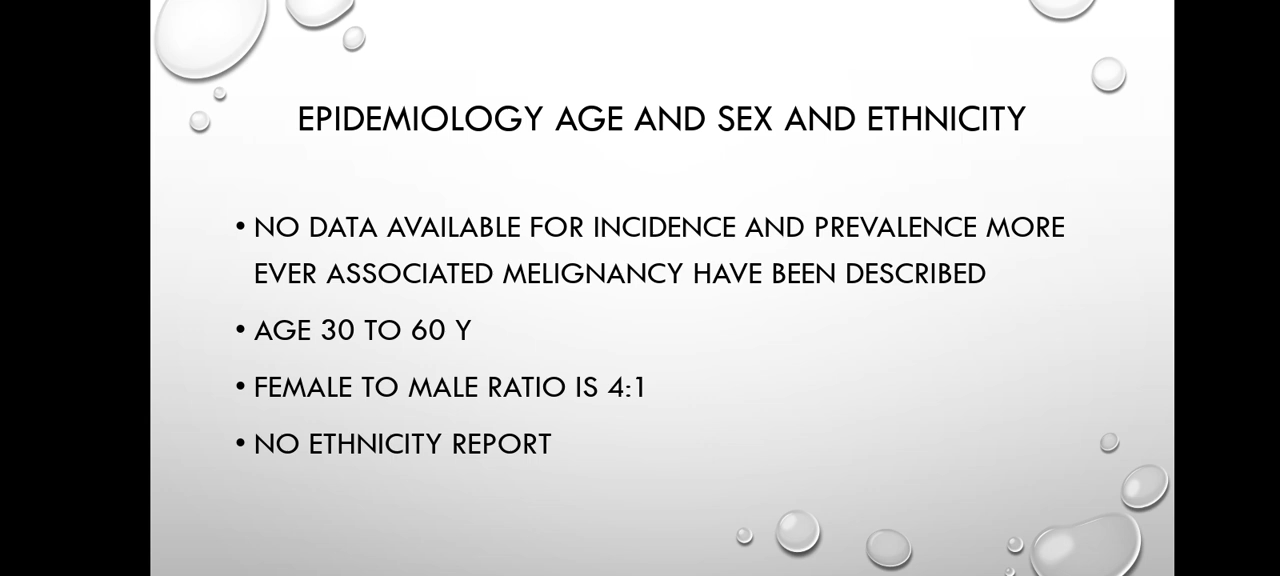 EPIDEMIOLOGY AGE AND SEX AND ETHNICITY
• NO DATA AVAILABLE FOR INCIDENCE AND PREVALENCE MORE
EVER ASSOCIATED MELIGNANCY HAVE BEEN DESCRIBED
• AGE 30 TO 60 Y
• FEMALE TO MALE RATIO IS 4:1
• NO ETHNICITY REPORT